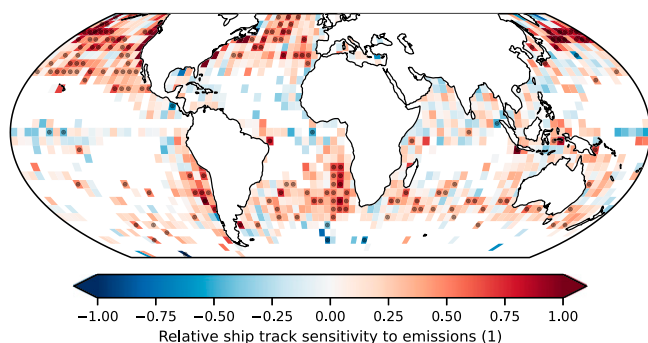 −1.00 −0.75 −0.50 −0.25 0.00 0.25 0.50 0.75 1.00
Relative ship track sensitivity to emissions (1)